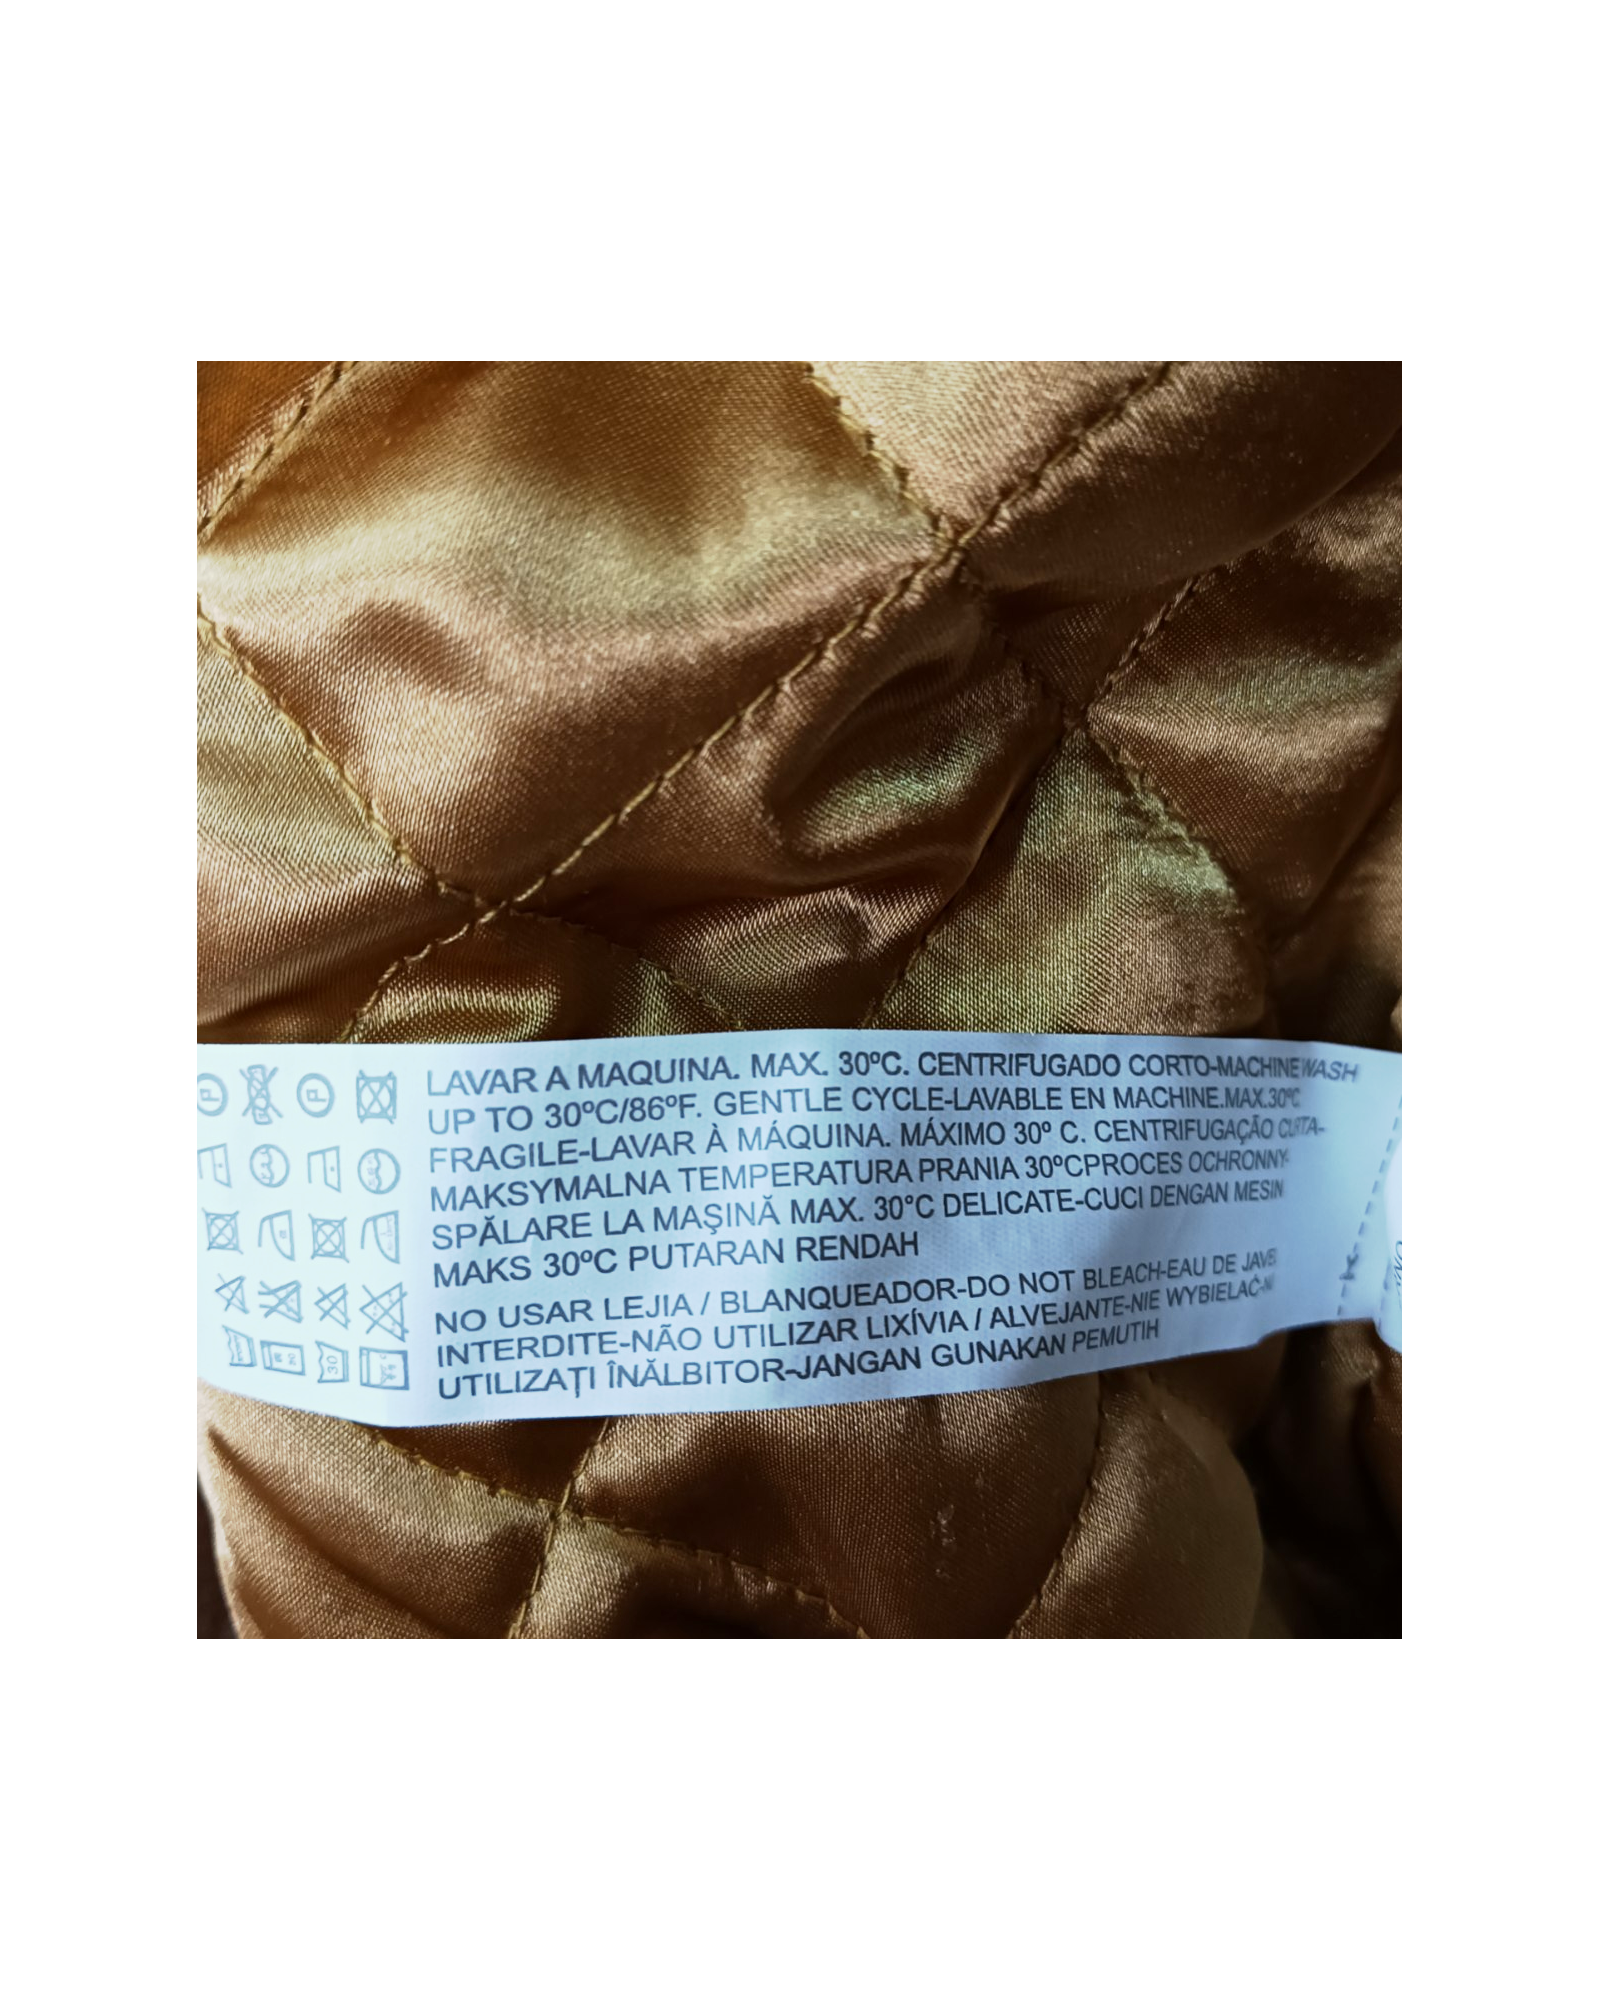 LAVAR A MAQUINA. MAX. 30ºC. CENTRIFUGADO CORTO-MACHINE WASH
UP TO 30ºC/86ºF. GENTLE CYCLE-LAVABLE EN MACHINE.MAX.30ºC
FRAGILE-LAVAR À MÁQUINA. MÁXIMO 30º C. CENTRIFUGAÇÃO CURTA-
MAKSYMALNA TEMPERATURA PRANIA 30ºCPROCES OCHRONNY-
SPĂLARE LA MAŞINĂ MAX. 30°C DELICATE-CUCI DENGAN MESIN
MAKS 30ºC PUTARAN RENDAH
NO USAR LEJIA / BLANQUEADOR-DO NOT BLEACH-EAU DE JAVEL
INTERDITE-NÃO UTILIZAR LIXÍVIA / ALVEJANTE-NIE WYBIELAĆ-NU
UTILIZAŢI ÎNĂLBITOR-JANGAN GUNAKAN PEMUTIH